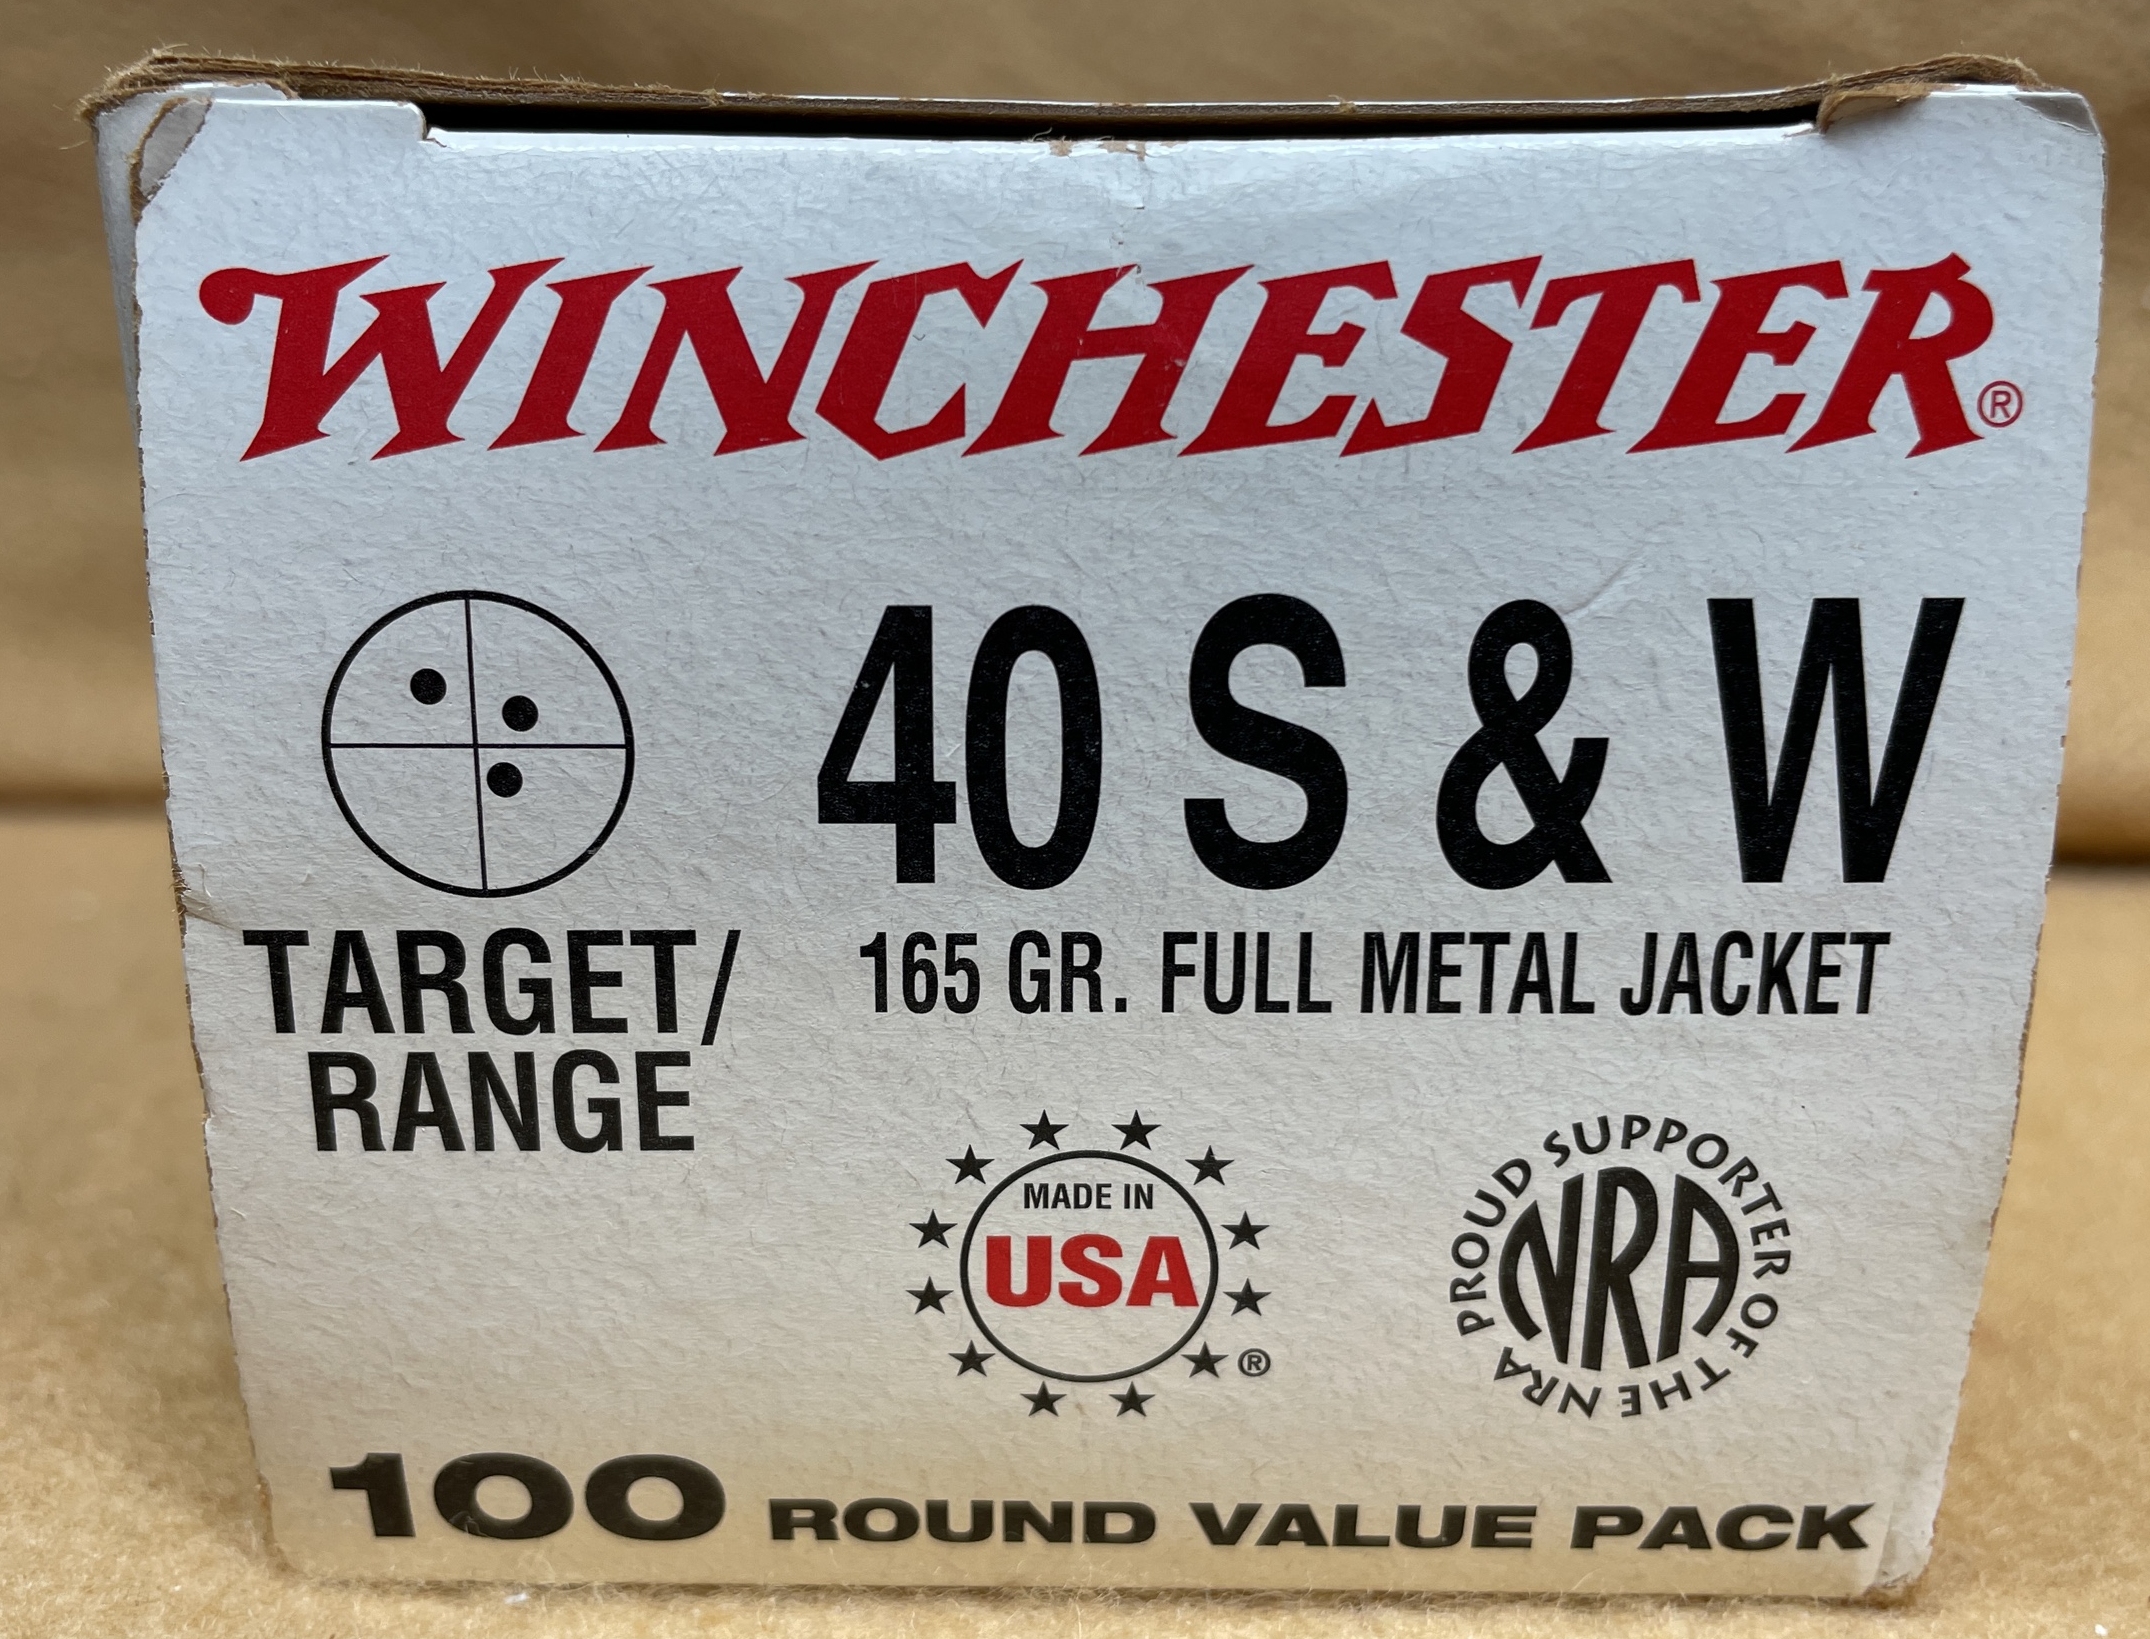 WINCHESTER®
40 S & W
165 GR. FULL METAL JACKET
TARGET/
RANGE
MADE IN
USA
®
PROUD SUPPORTER OF THE NRA
NRA
100 ROUND VALUE PACK